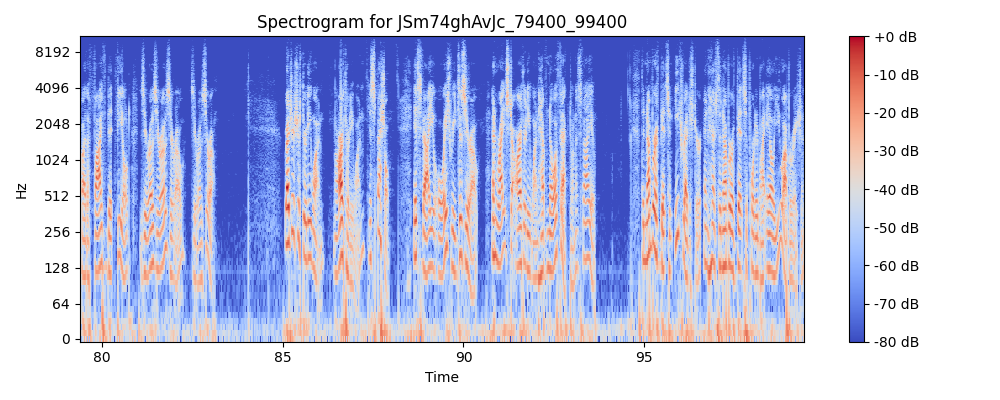 Spectrogram for JSm74ghAvJc_79400_99400
8192
4096
2048
1024
512
256
128
64
0
Hz
80
85
90
95
Time
+0 dB
-10 dB
-20 dB
-30 dB
-40 dB
-50 dB
-60 dB
-70 dB
-80 dB